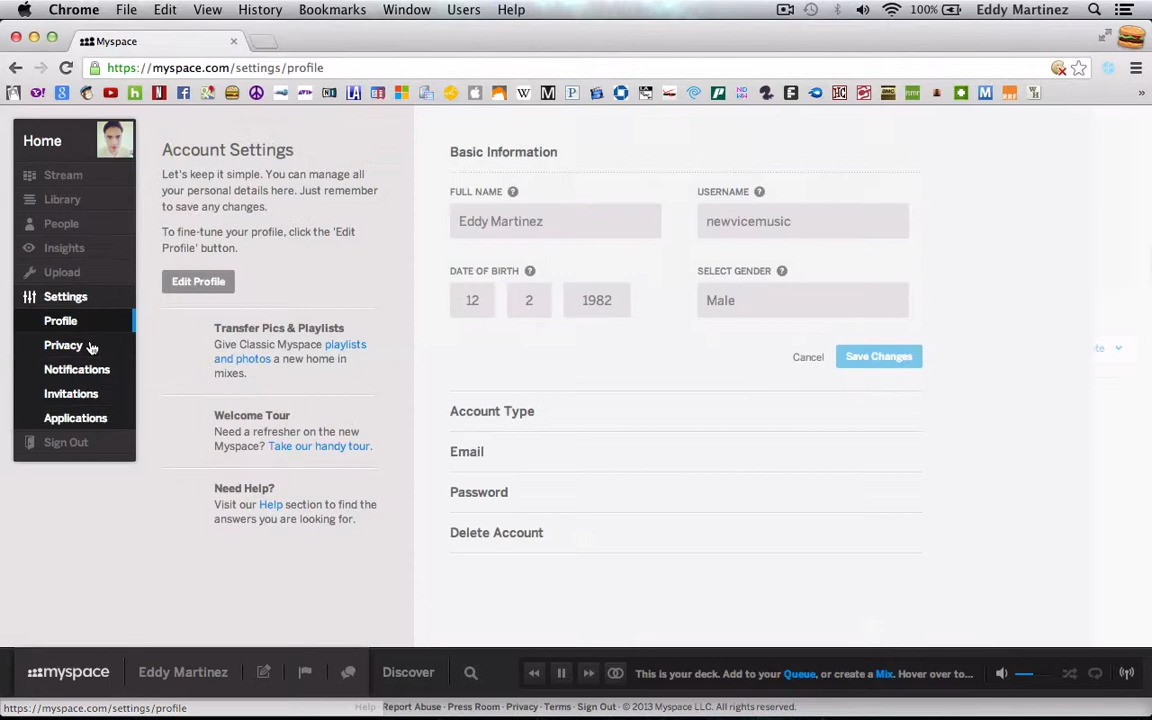 Chrome File Edit View History Bookmarks Window Users Help 100% Eddy Martinez
Myspace
https://myspace.com/settings/profile
Home
Stream
Library
People
Insights
Upload
Settings
Profile
Privacy
Notifications
Invitations
Applications
Sign Out
Account Settings
Let's keep it simple. You can manage all
your personal details here. Just remember
to save any changes.
To fine-tune your profile, click the 'Edit
Profile' button.
Edit Profile
Transfer Pics & Playlists
Give Classic Myspace playlists
and photos a new home in
mixes.
Welcome Tour
Need a refresher on the new
Myspace? Take our handy tour.
Need Help?
Visit our Help section to find the
answers you are looking for.
Basic Information
FULL NAME ? USERNAME ?
Eddy Martinez newvicemusic
DATE OF BIRTH ? SELECT GENDER ?
12 2 1982 Male
Cancel Save Changes
Account Type
Email
Password
Delete Account
myspace Eddy Martinez Discover This is your deck. Add to your Queue, or create a Mix. Hover over to...
https://myspace.com/settings/profile
Help Report Abuse · Press Room · Privacy · Terms · Sign Out · © 2013 Myspace LLC. All rights reserved.